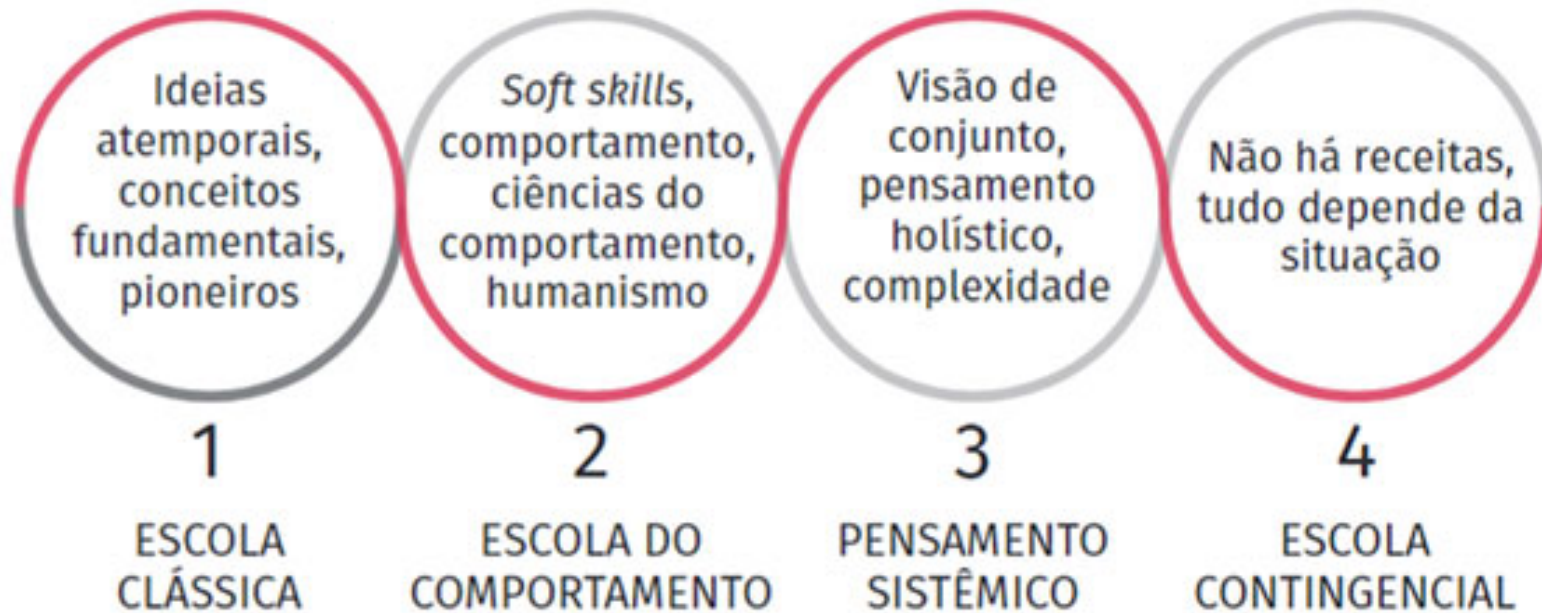 Ideias
atemporais,
conceitos
fundamentais,
pioneiros
1
ESCOLA
CLÁSSICA
Soft skills,
comportamento,
ciências do
comportamento,
humanismo
2
ESCOLA DO
COMPORTAMENTO
Visão de
conjunto,
pensamento
holístico,
complexidade
3
PENSAMENTO
SISTÊMICO
Não há receitas,
tudo depende da
situação
4
ESCOLA
CONTINGENCIAL